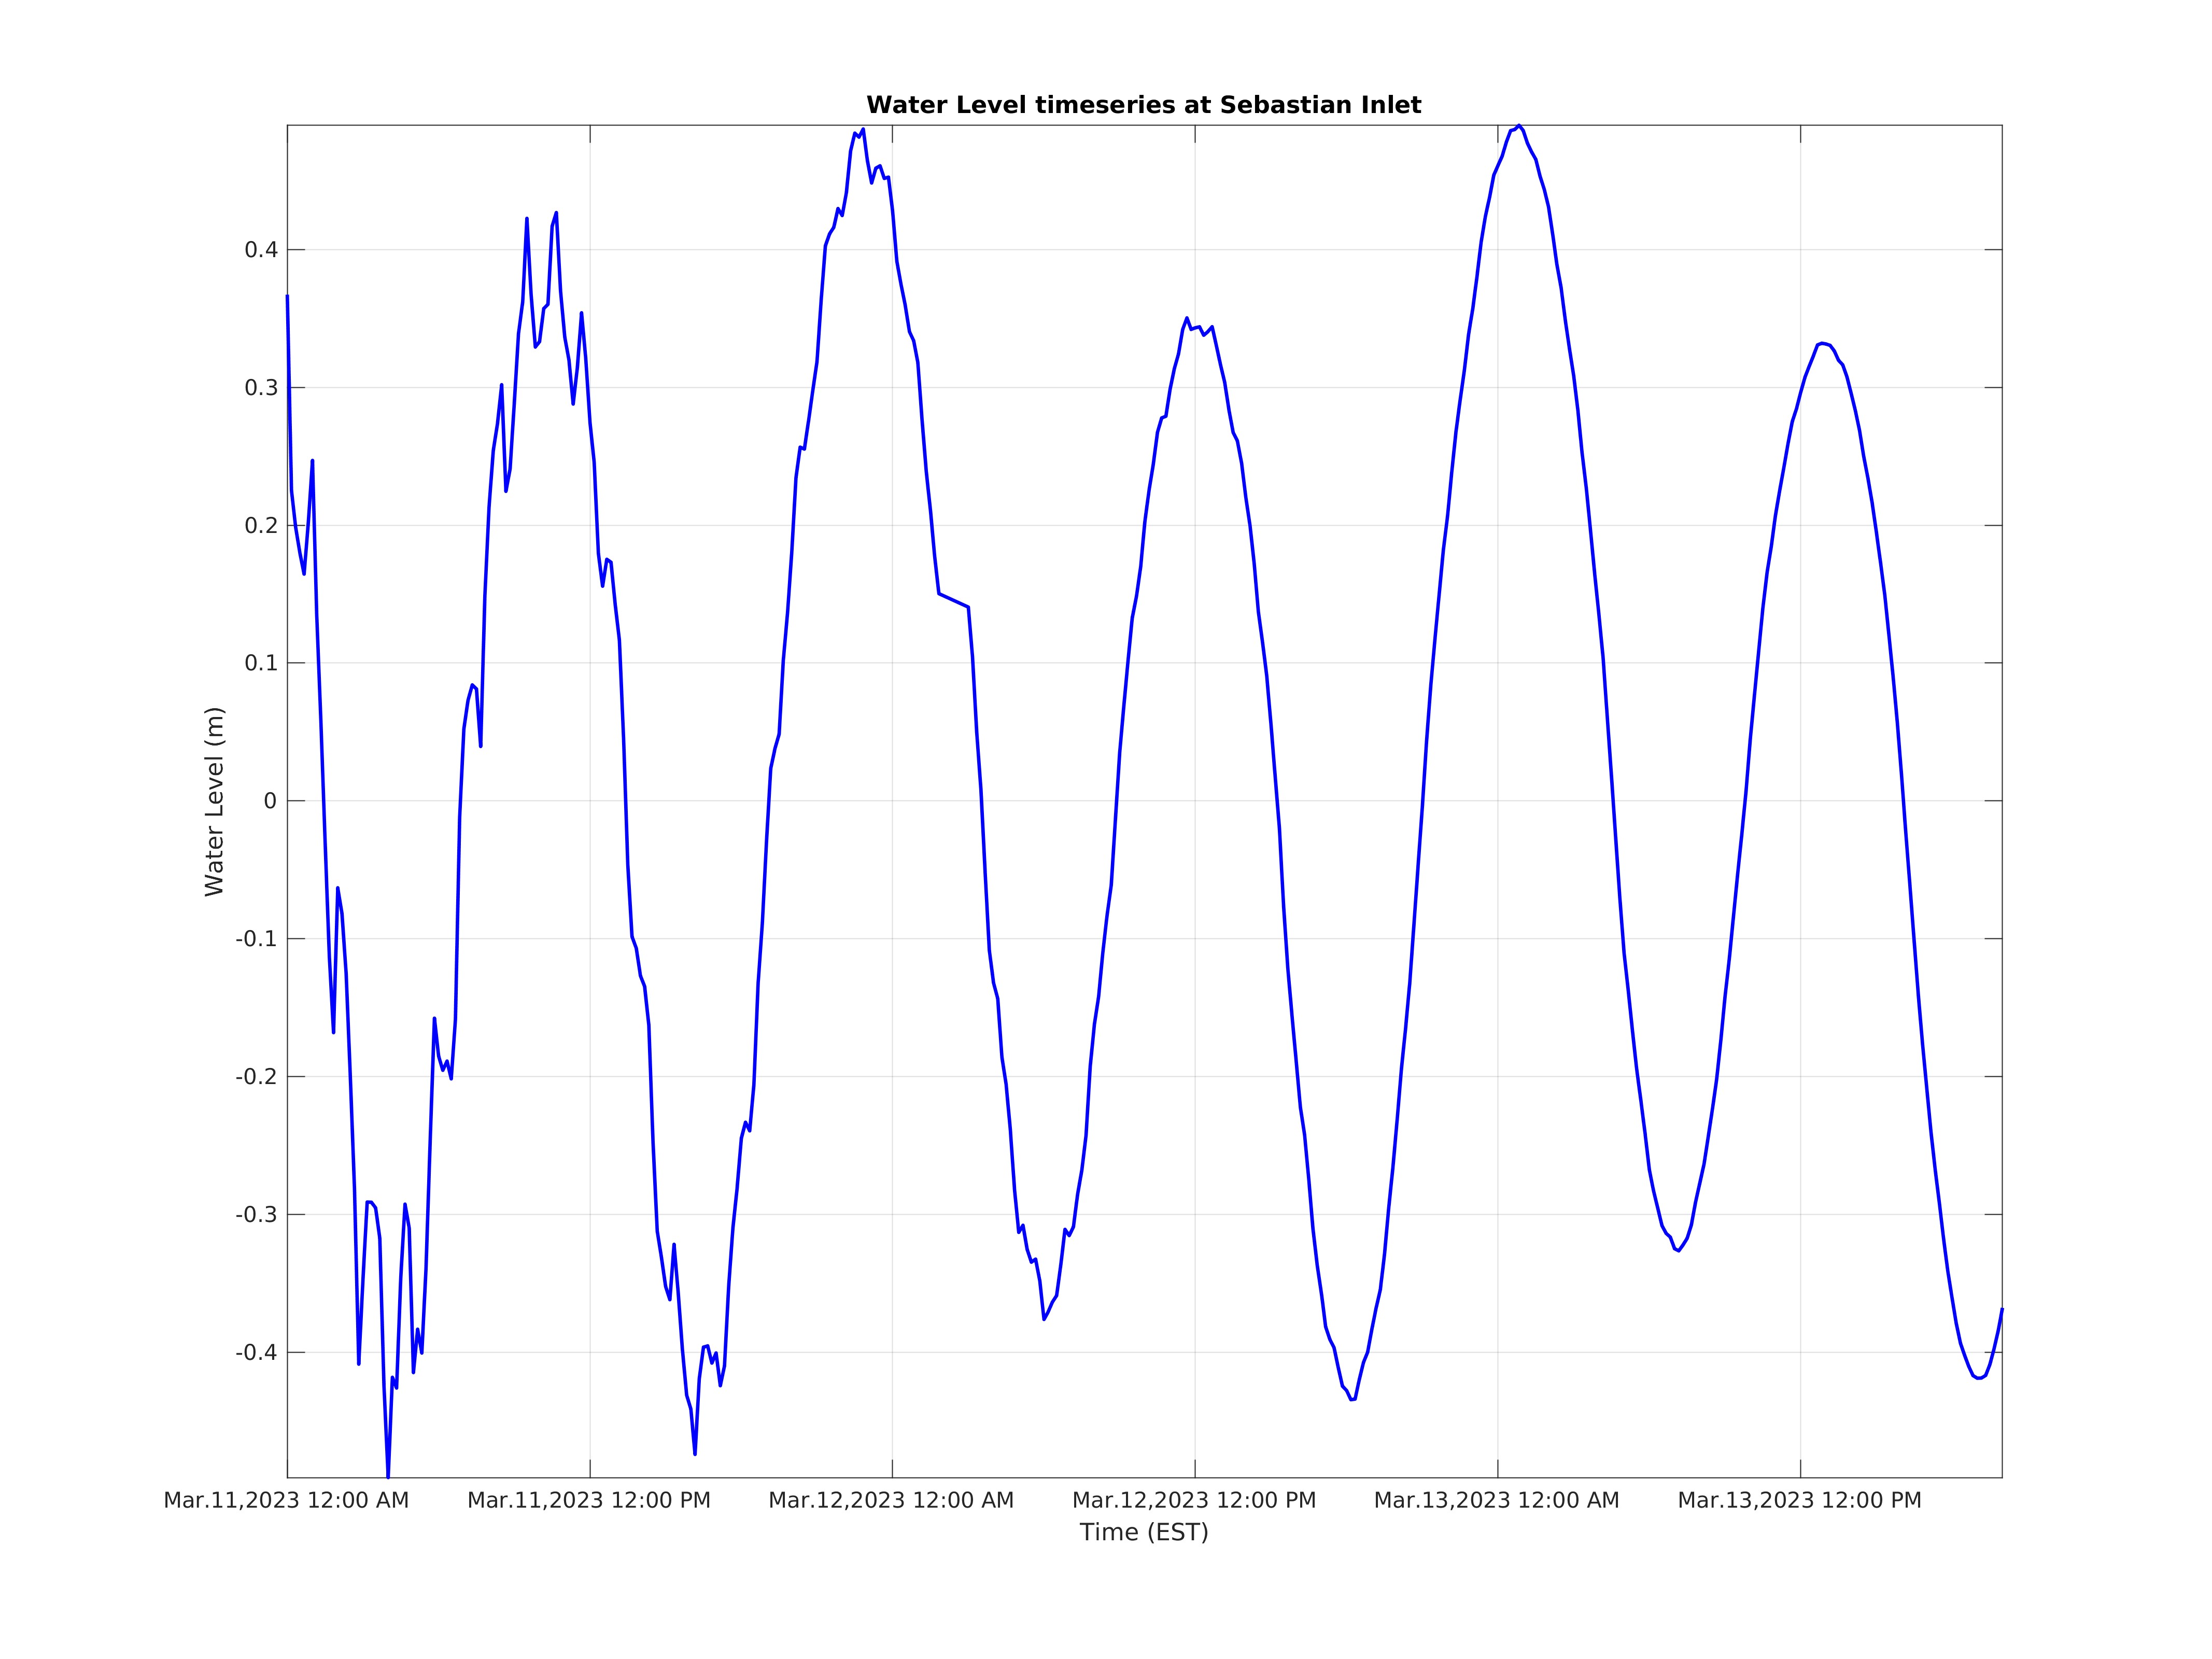 Water Level timeseries at Sebastian Inlet
0.4
0.3
0.2
0.1
0
-0.1
-0.2
-0.3
-0.4
Water Level (m)
Mar.11,2023 12:00 AM Mar.11,2023 12:00 PM Mar.12,2023 12:00 AM Mar.12,2023 12:00 PM Mar.13,2023 12:00 AM Mar.13,2023 12:00 PM
Time (EST)